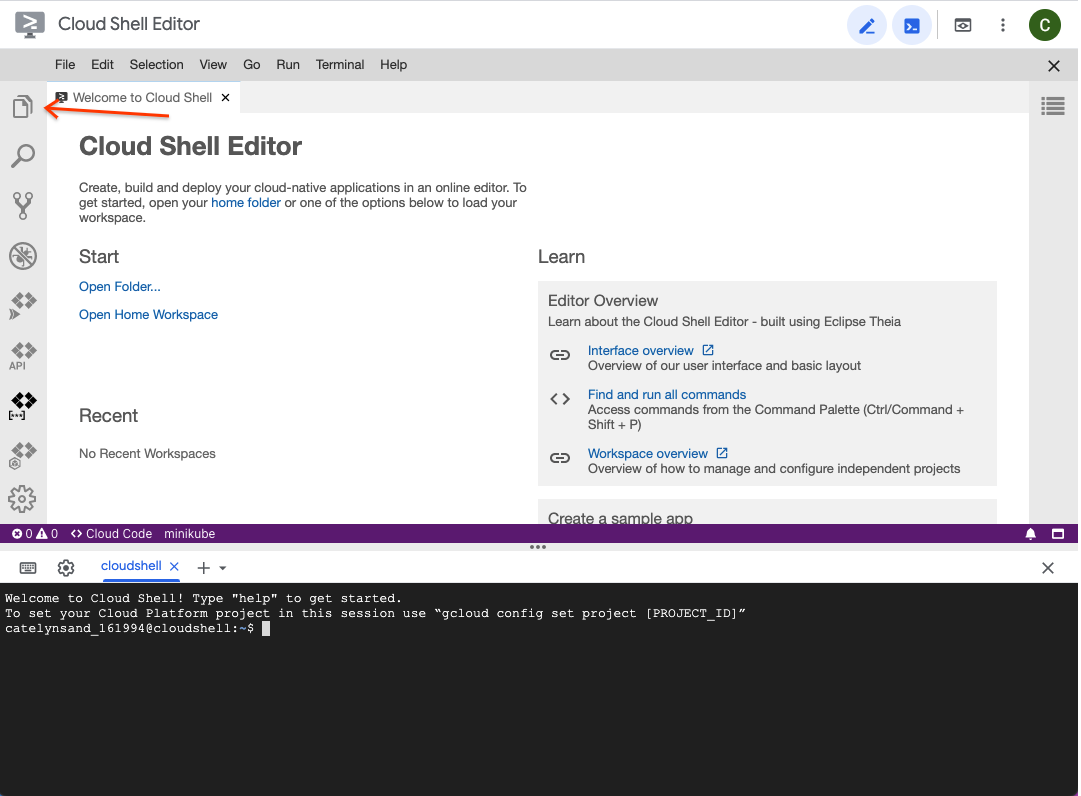 Cloud Shell Editor
C
File Edit Selection View Go Run Terminal Help
Welcome to Cloud Shell
Cloud Shell Editor
Create, build and deploy your cloud-native applications in an online editor. To
get started, open your home folder or one of the options below to load your
workspace.
Start
Open Folder...
Open Home Workspace
Recent
No Recent Workspaces
Learn
Editor Overview
Learn about the Cloud Shell Editor - built using Eclipse Theia
Interface overview
Overview of our user interface and basic layout
Find and run all commands
Access commands from the Command Palette (Ctrl/Command +
Shift + P)
Workspace overview
Overview of how to manage and configure independent projects
Create a sample app
API
0 0 Cloud Code minikube
cloudshell
Welcome to Cloud Shell! Type "help" to get started.
To set your Cloud Platform project in this session use “gcloud config set project [PROJECT_ID]”
catelynsand_161994@cloudshell:~$